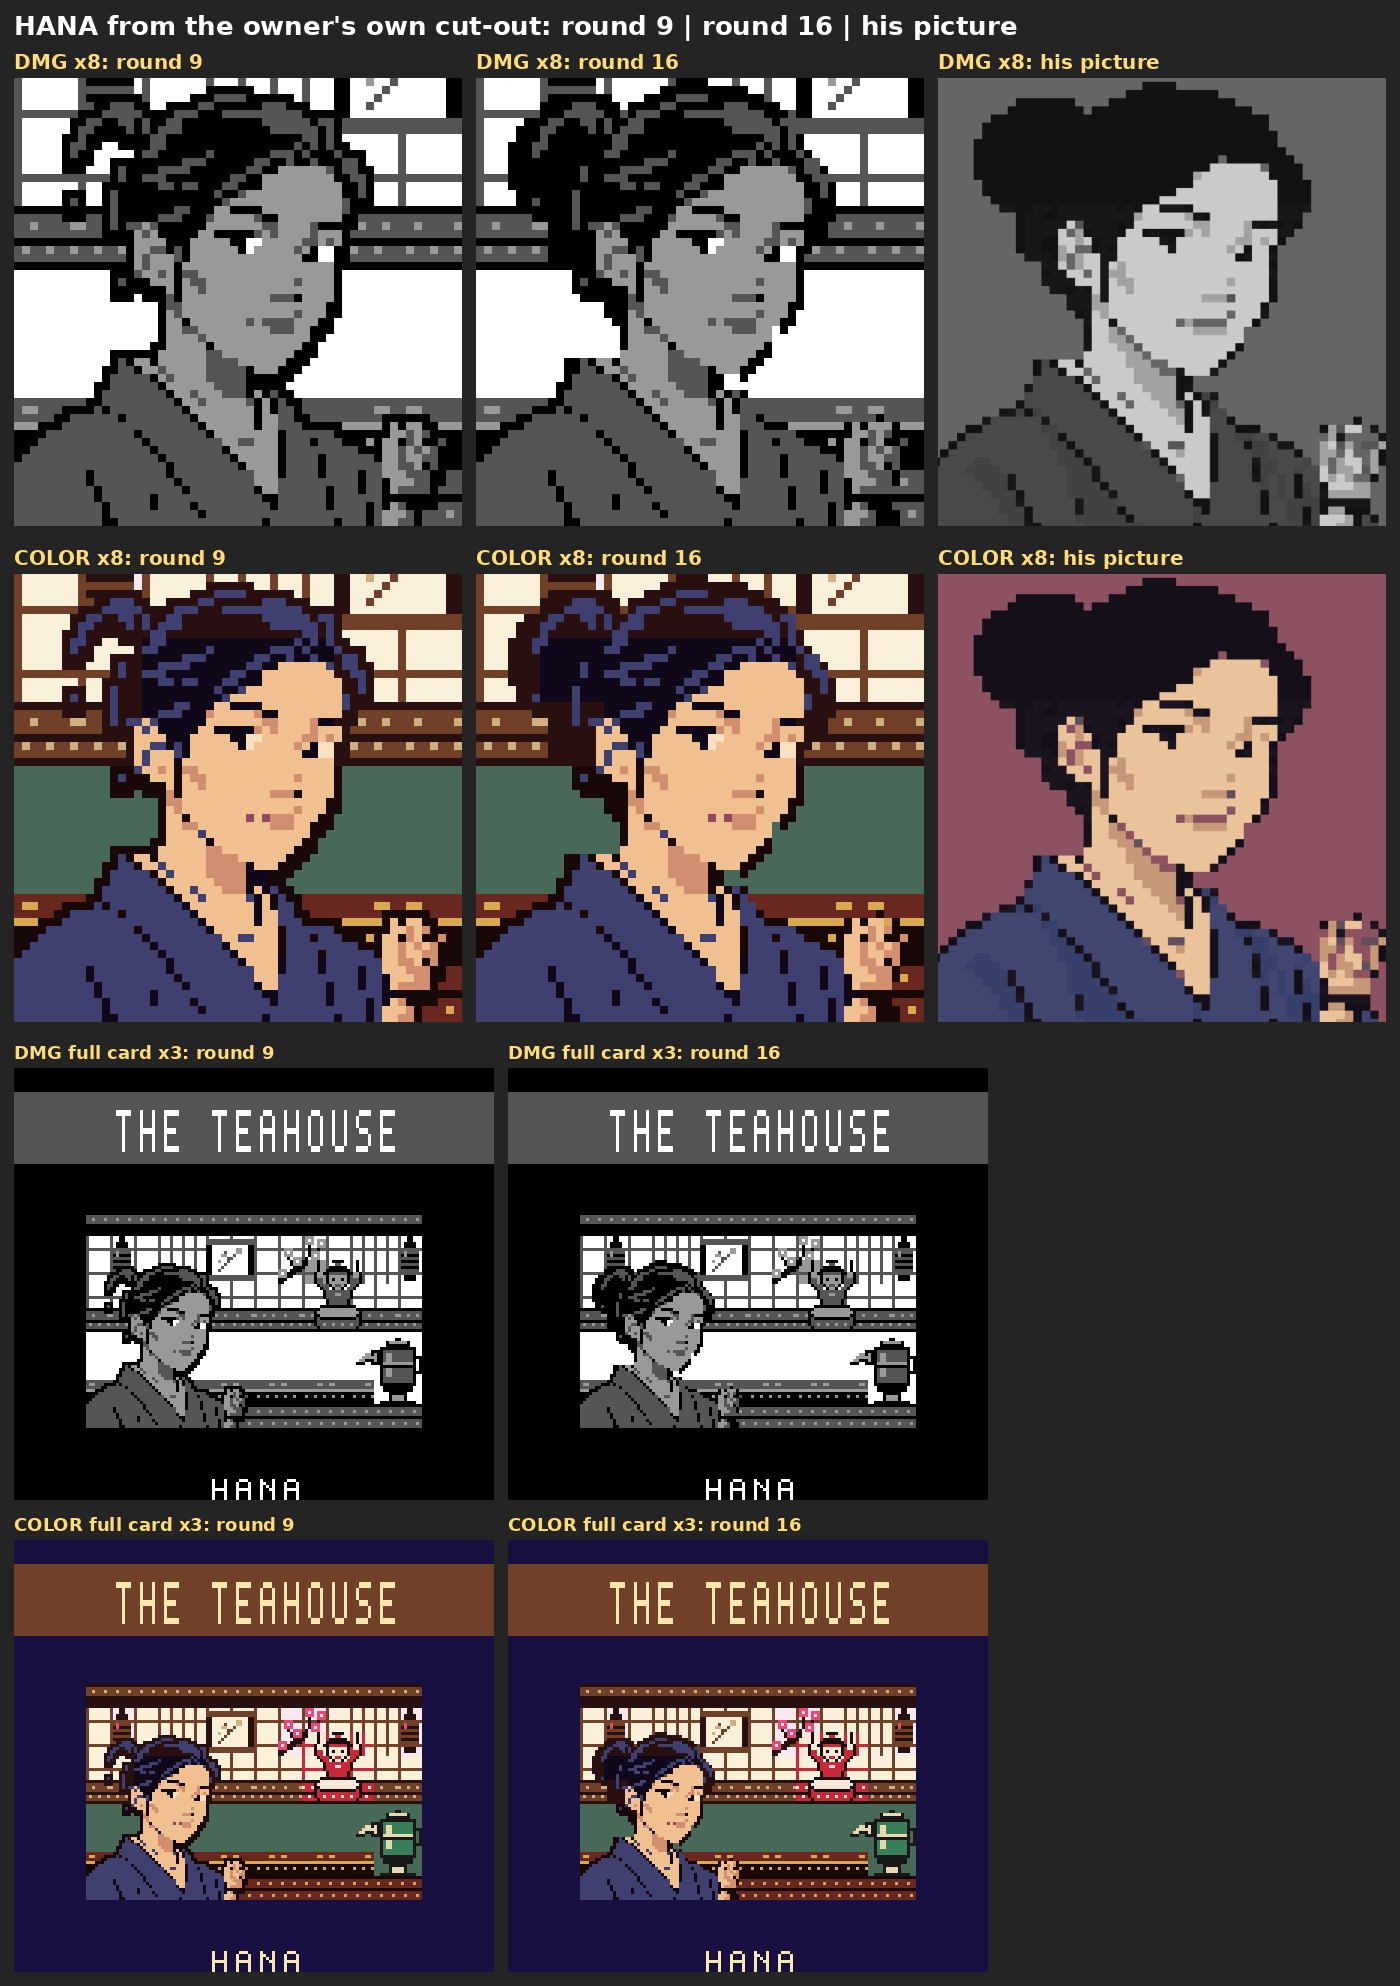 HANA from the owner's own cut-out: round 9 | round 16 | his picture
DMG x8: round 9
DMG x8: round 16
DMG x8: his picture
COLOR x8: round 9
COLOR x8: round 16
COLOR x8: his picture
DMG full card x3: round 9
DMG full card x3: round 16
THE TEAHOUSE
THE TEAHOUSE
HANA
HANA
COLOR full card x3: round 9
COLOR full card x3: round 16
THE TEAHOUSE
THE TEAHOUSE
HANA
HANA